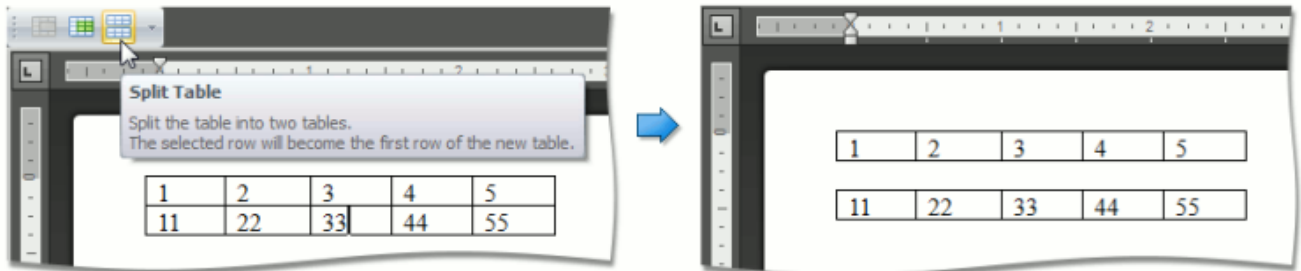 1 2
Split Table
Split the table into two tables.
The selected row will become the first row of the new table.
1 2 3 4 5
11 22 33 44 55
1 2
1 2 3 4 5
11 22 33 44 55